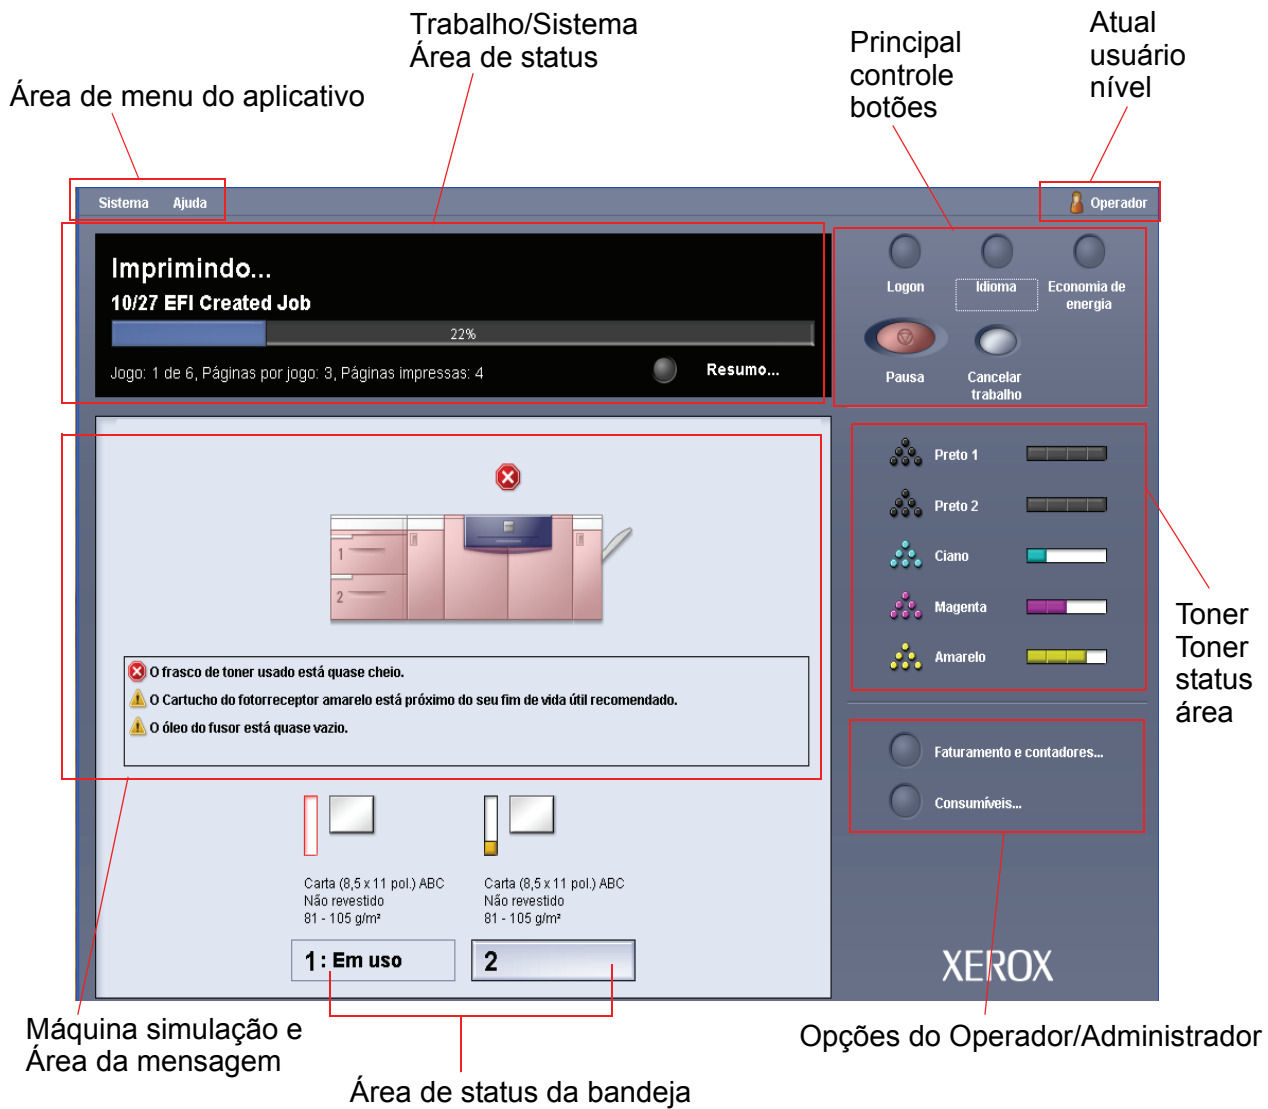 Trabalho/Sistema
Área de status
Principal
controle
botões
Atual
usuário
nível
Área de menu do aplicativo
Sistema Ajuda
Operador
Imprimindo...
10/27 EFI Created Job
22%
Jogo: 1 de 6, Páginas por jogo: 3, Páginas impressas: 4
Resumo...
Logon
Idioma
Economia de
energia
Pausa
Cancelar
trabalho
Preto 1
Preto 2
Ciano
Magenta
Amarelo
Toner
Toner
status
área
1
2
O frasco de toner usado está quase cheio.
O Cartucho do fotorreceptor amarelo está próximo do seu fim de vida útil recomendado.
O óleo do fusor está quase vazio.
Faturamento e contadores...
Consumíveis...
Carta (8,5 x 11 pol.) ABC
Não revestido
81 - 105 g/m²
Carta (8,5 x 11 pol.) ABC
Não revestido
81 - 105 g/m²
1: Em uso
2
XEROX
Máquina simulação e
Área da mensagem
Opções do Operador/Administrador
Área de status da bandeja